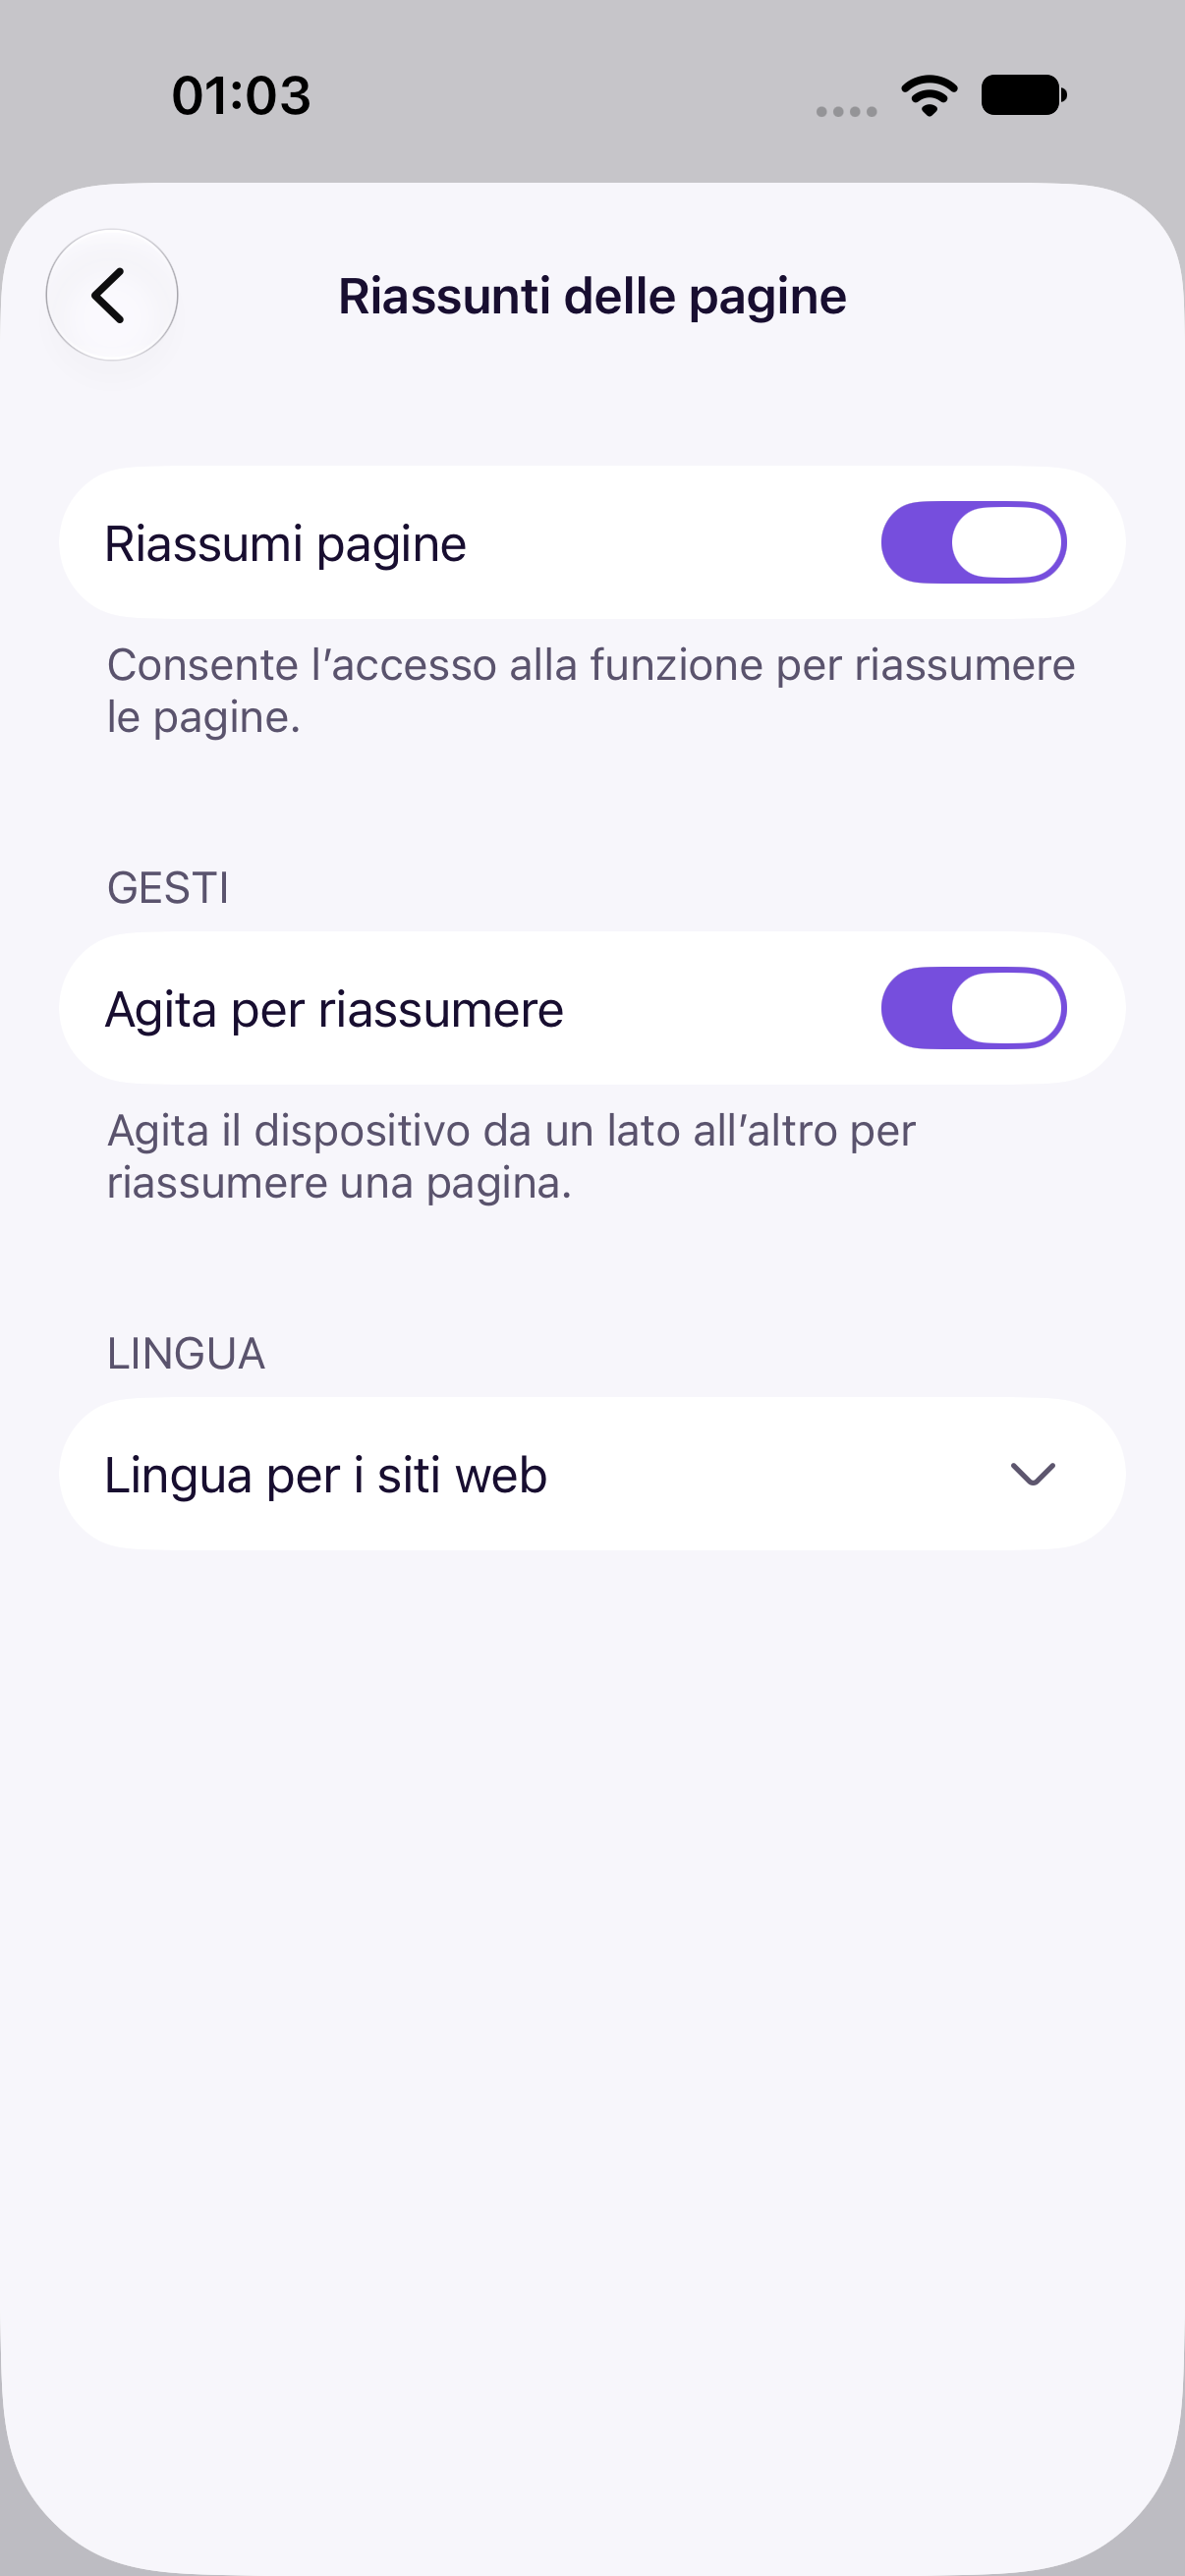 01:03
Riassunti delle pagine
Riassumi pagine
Consente l’accesso alla funzione per riassumere
le pagine.
GESTI
Agita per riassumere
Agita il dispositivo da un lato all’altro per
riassumere una pagina.
LINGUA
Lingua per i siti web